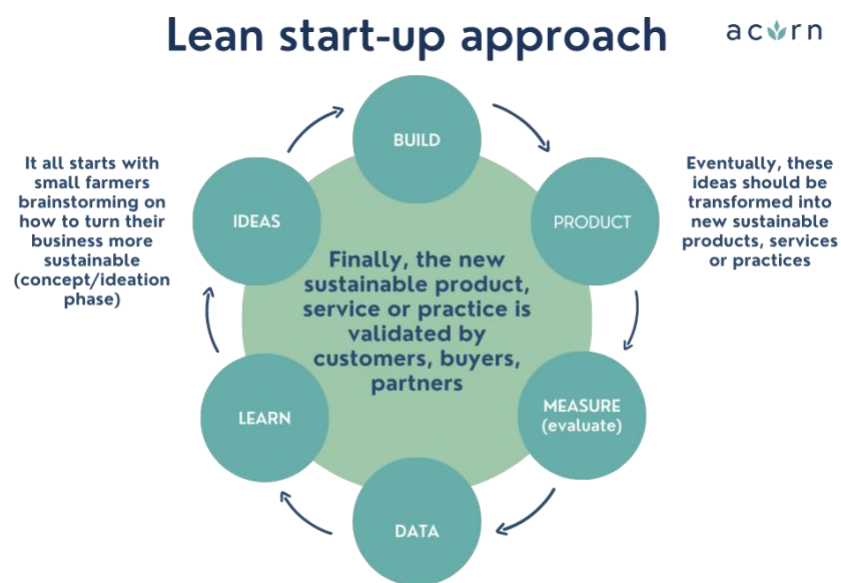 Lean start-up approach
acorn
BUILD
It all starts with
small farmers
brainstorming on
how to turn their
business more
sustainable
(concept/ideation
phase)
IDEAS
PRODUCT
Eventually, these
ideas should be
transformed into
new sustainable
products, services
or practices
Finally, the new
sustainable product,
service or practice is
validated by
customers, buyers,
partners
LEARN
MEASURE
(evaluate)
DATA